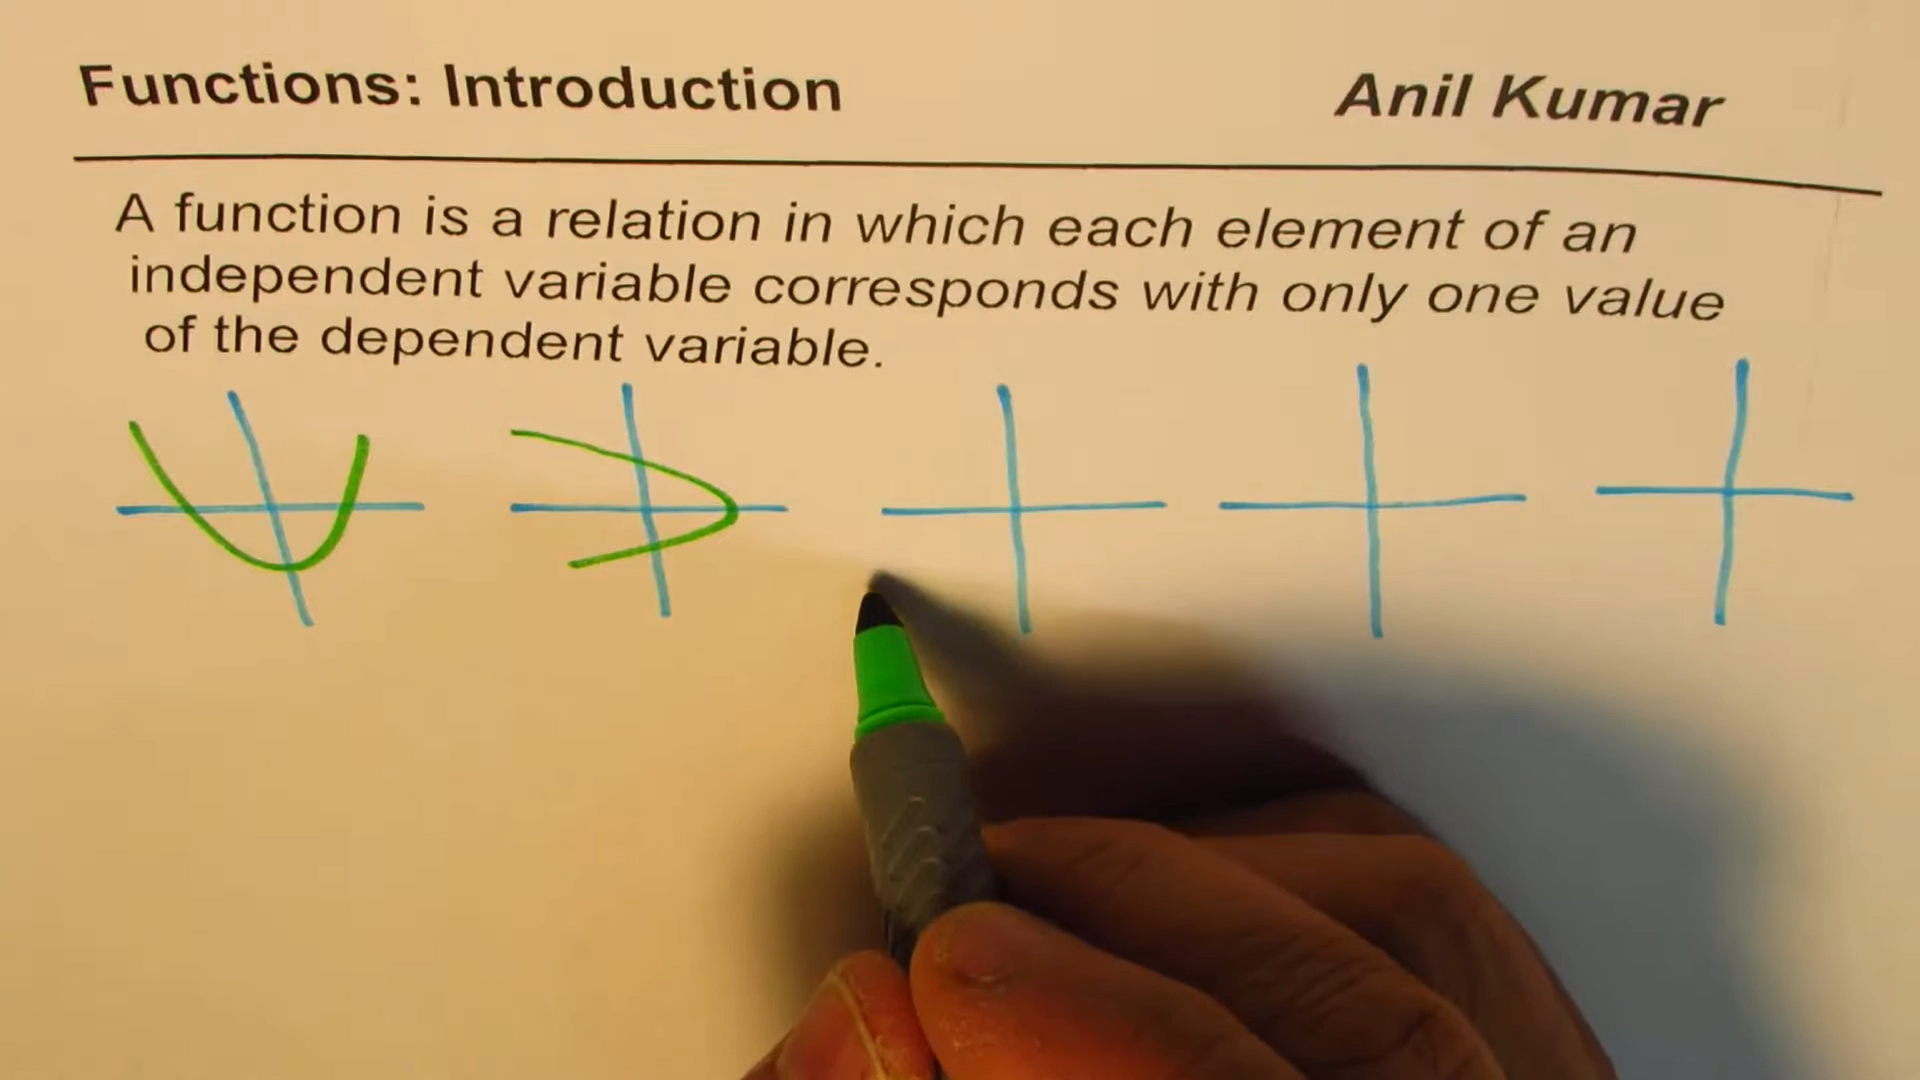 Functions: Introduction
Anil Kumar
A function is a relation in which each element of an
independent variable corresponds with only one value
of the dependent variable.